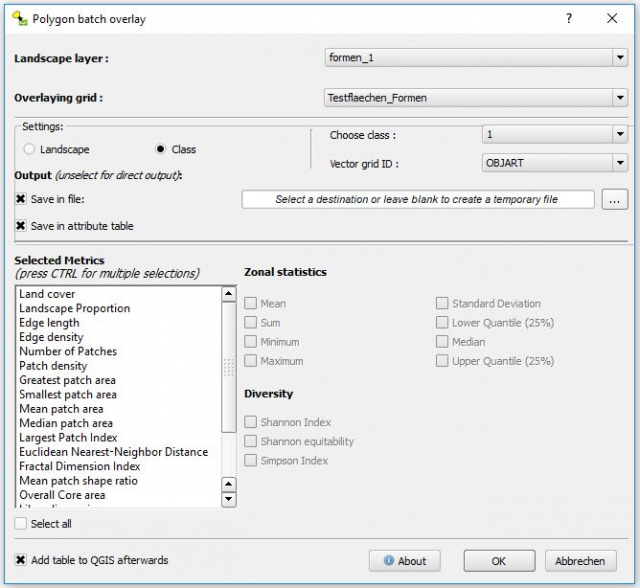 Polygon batch overlay
Landscape layer :
formen_1
Overlaying grid :
Testflaechen_Formen
Settings:
Landscape
Class
Choose class :
1
Vector grid ID :
OBJART
Output (unselect for direct output):
Save in file:
Select a destination or leave blank to create a temporary file
...
Save in attribute table
Selected Metrics
(press CTRL for multiple selections)
Land cover
Landscape Proportion
Edge length
Edge density
Number of Patches
Patch density
Greatest patch area
Smallest patch area
Mean patch area
Median patch area
Largest Patch Index
Euclidean Nearest-Neighbor Distance
Fractal Dimension Index
Mean patch shape ratio
Overall Core area
Select all
Zonal statistics
Mean
Sum
Minimum
Maximum
Standard Deviation
Lower Quantile (25%)
Median
Upper Quantile (25%)
Diversity
Shannon Index
Shannon equitability
Simpson Index
Add table to QGIS afterwards
About
OK
Abbrechen